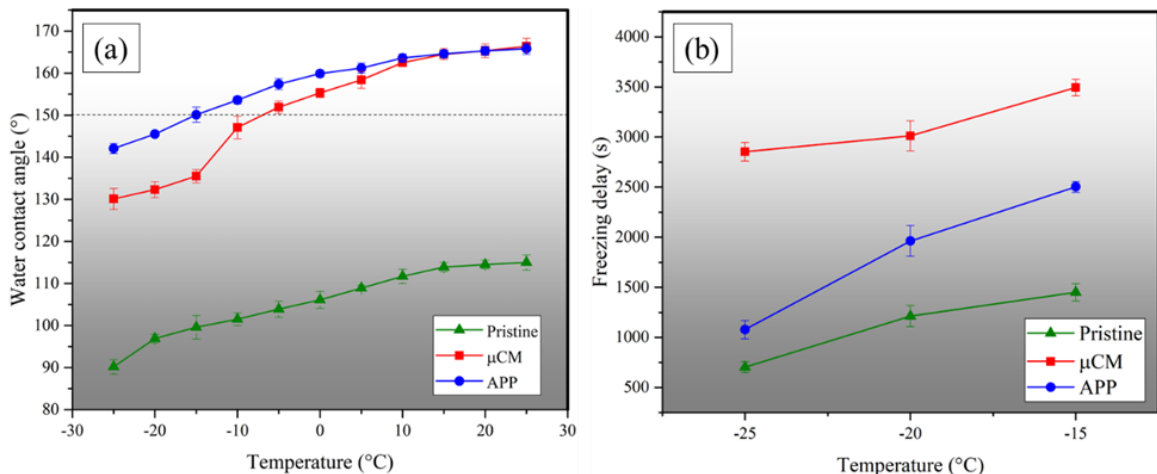 (a)
170
160
150
140
130
120
110
100
90
80
Water contact angle (°)
-30
-20
-10
0
10
20
30
Temperature (°C)
Pristine
μCM
APP
(b)
4000
3500
3000
2500
2000
1500
1000
500
Freezing delay (s)
-25
-20
-15
Temperature (°C)
Pristine
μCM
APP